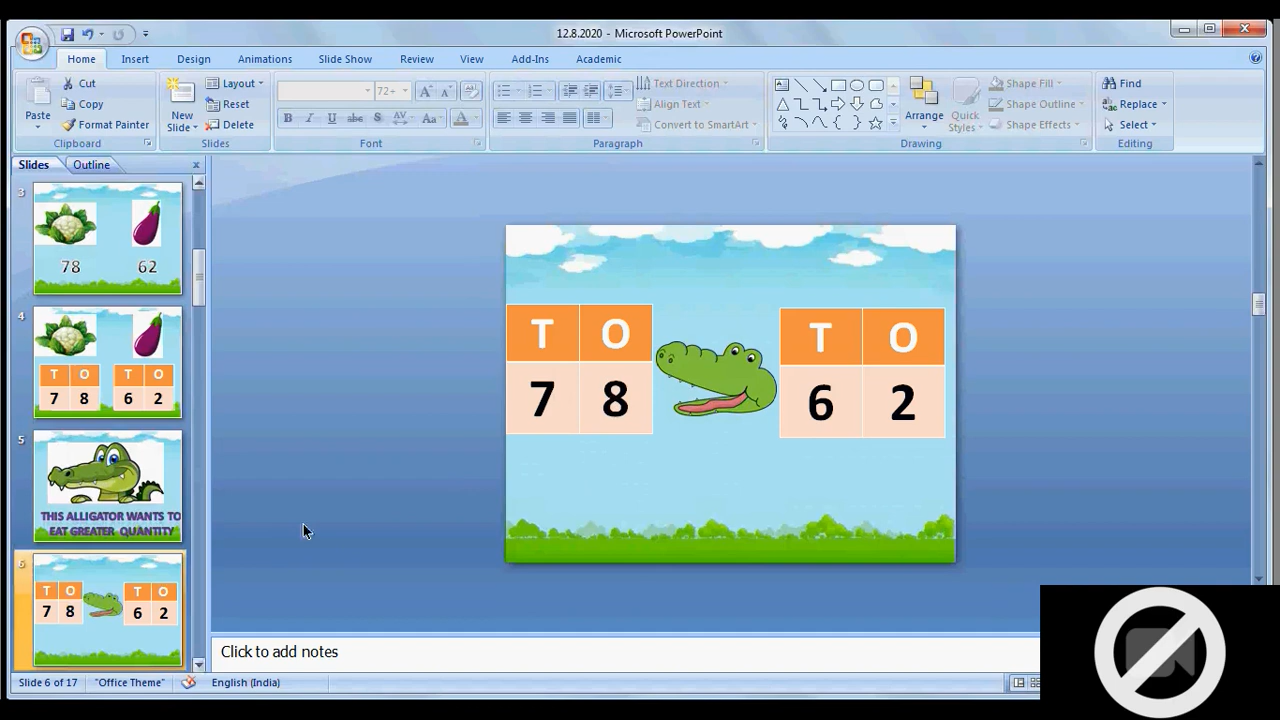 12.8.2020 - Microsoft PowerPoint
Home Insert Design Animations Slide Show Review View Add-Ins Academic
Paste
Cut
Copy
Format Painter
Clipboard
New Slide
Layout
Reset
Delete
Slides
72+
B I U abc S AV Aa A
Font
Text Direction
Align Text
Convert to SmartArt
Paragraph
Arrange
Quick Styles
Shape Fill
Shape Outline
Shape Effects
Drawing
Find
Replace
Select
Editing
Slides Outline
3
78 62
4
T O T O
7 8 6 2
5
THIS ALLIGATOR WANTS TO
EAT GREATER QUANTITY
6
T O T O
7 8 6 2
T O T O
7 8 6 2
Click to add notes
Slide 6 of 17 "Office Theme" English (India)